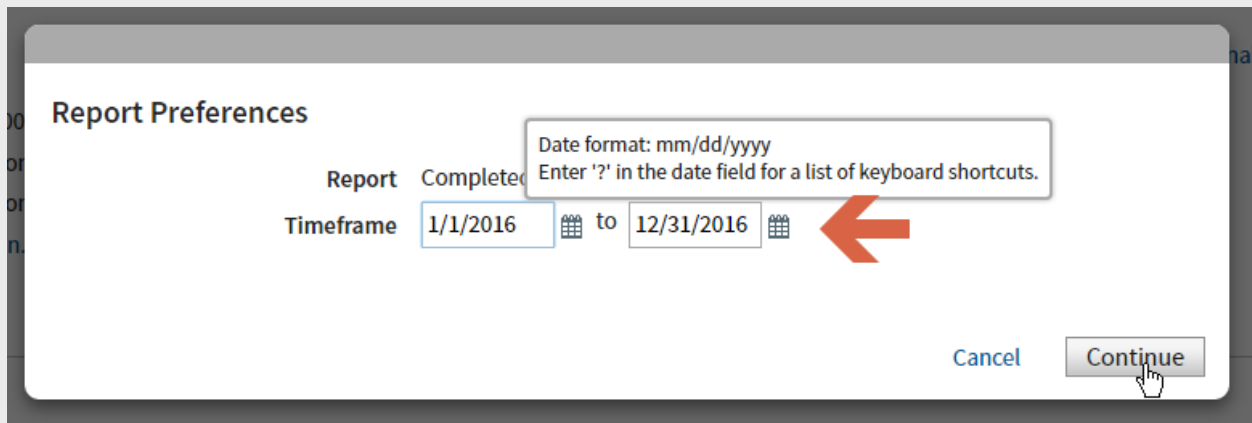 Report Preferences
Date format: mm/dd/yyyy
Enter '?' in the date field for a list of keyboard shortcuts.
Report Completed
Timeframe 1/1/2016 to 12/31/2016
Cancel Continue